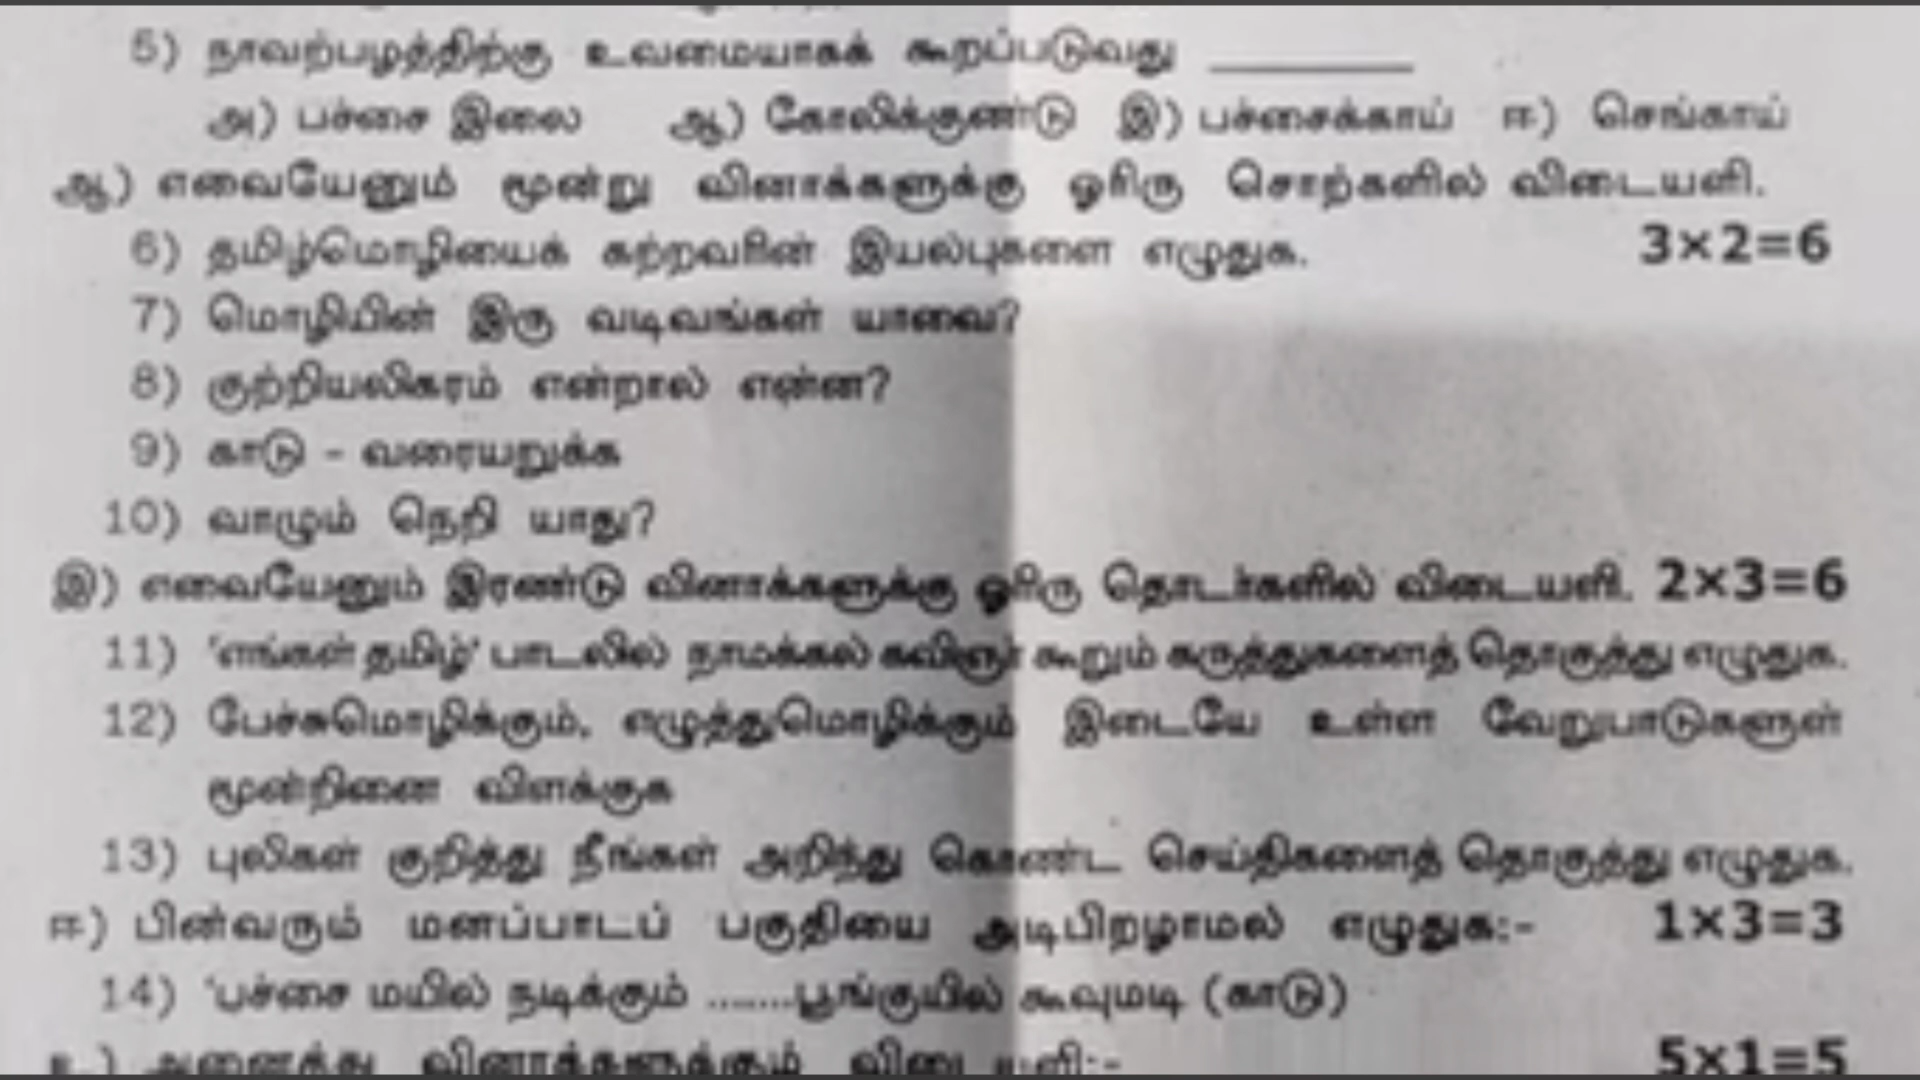 5) நாவற்பழத்திற்கு உவமையாகக் கூறப்படுவது ________
அ) பச்சை இலை ஆ) கோலிக்குண்டு இ) பச்சைக்காய் ஈ) செங்காய்
ஆ) எவையேனும் மூன்று வினாக்களுக்கு ஓரிரு சொற்களில் விடையளி.
6) தமிழ்மொழியைக் கற்றவரின் இயல்புகளை எழுதுக. 3×2=6
7) மொழியின் இரு வடிவங்கள் யாவை?
8) குற்றியலிகரம் என்றால் என்ன?
9) காடு - வரையறுக்க
10) வாழும் நெறி யாது?
இ) எவையேனும் இரண்டு வினாக்களுக்கு ஓரிரு தொடர்களில் விடையளி. 2×3=6
11) 'எங்கள் தமிழ்' பாடலில் நாமக்கல் கவிஞர் கூறும் கருத்துகளைத் தொகுத்து எழுதுக.
12) பேச்சுமொழிக்கும், எழுத்துமொழிக்கும் இடையே உள்ள வேறுபாடுகளுள்
மூன்றினை விளக்குக
13) புலிகள் குறித்து நீங்கள் அறிந்து கொண்ட செய்திகளைத் தொகுத்து எழுதுக.
ஈ) பின்வரும் மனப்பாடப் பகுதியை அடிபிறழாமல் எழுதுக:- 1×3=3
14) 'பச்சை மயில் நடிக்கும் ........பூங்குயில் கூவுமடி (காடு)
உ) அனைத்து வினாக்களுக்கும் விடையளி:- 5×1=5